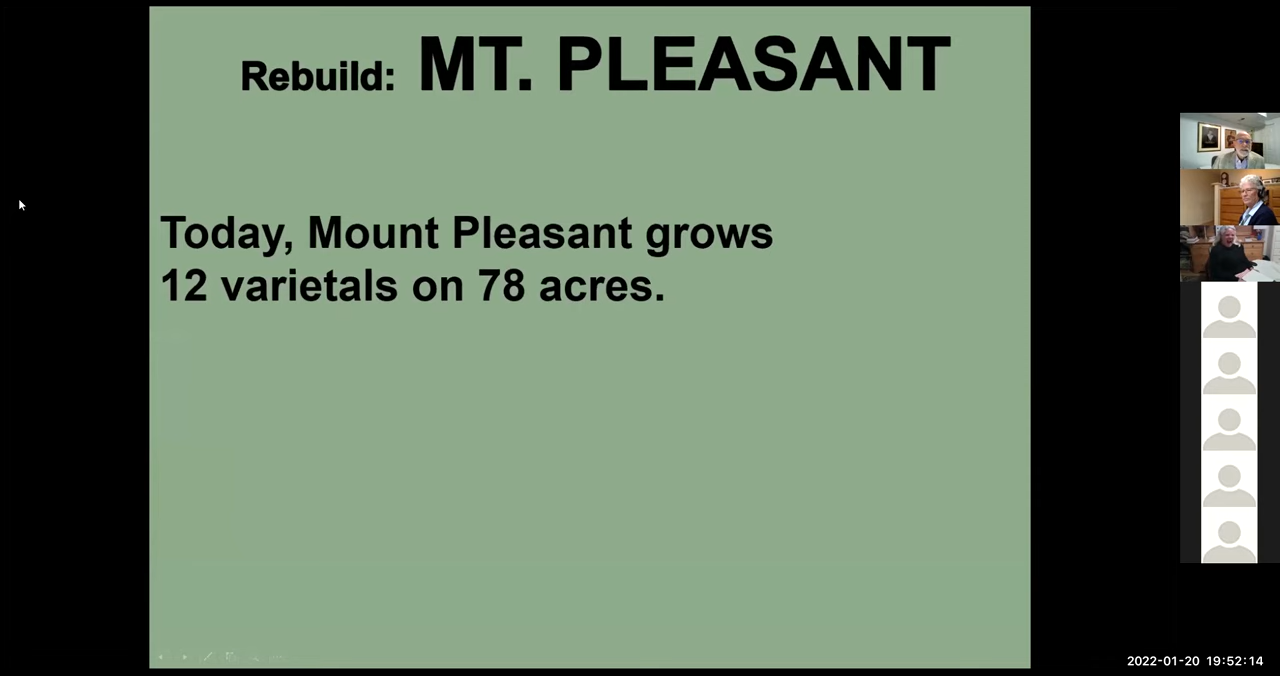 Rebuild: MT. PLEASANT
Today, Mount Pleasant grows
12 varietals on 78 acres.
2022-01-20 19:52:14